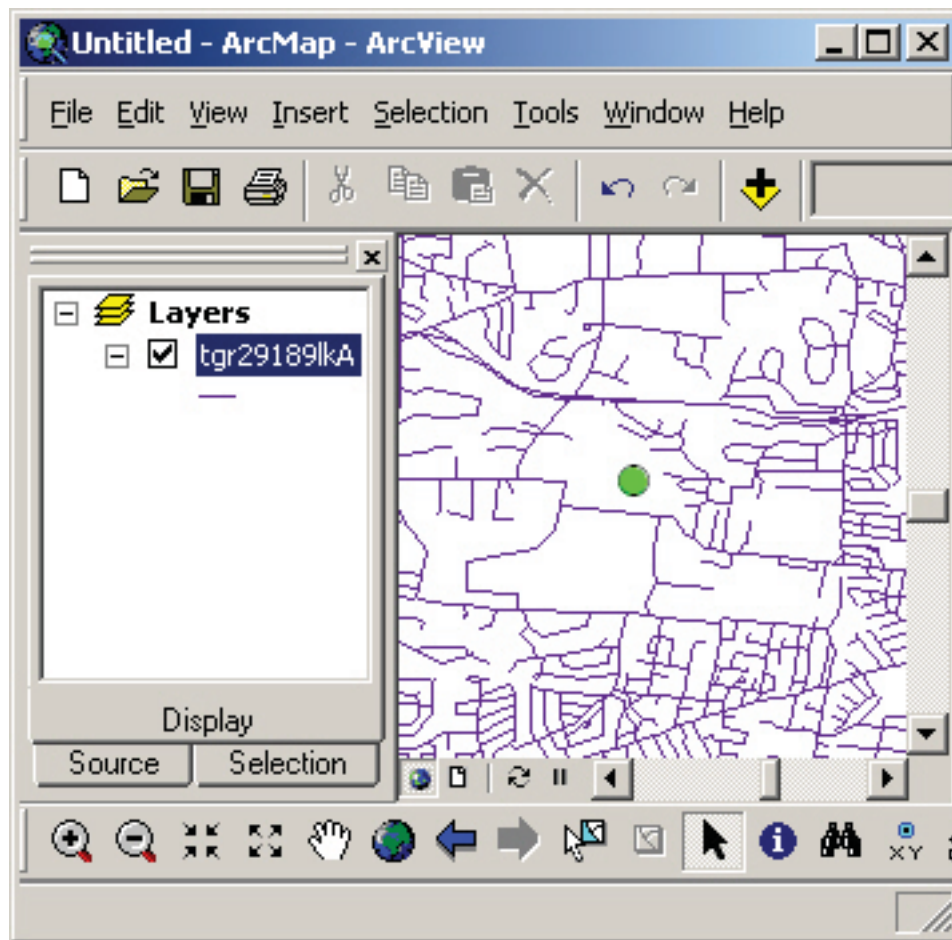 Untitled - ArcMap - ArcView
File Edit View Insert Selection Tools Window Help
Layers
tgr29189lkA
Display
Source Selection
XY